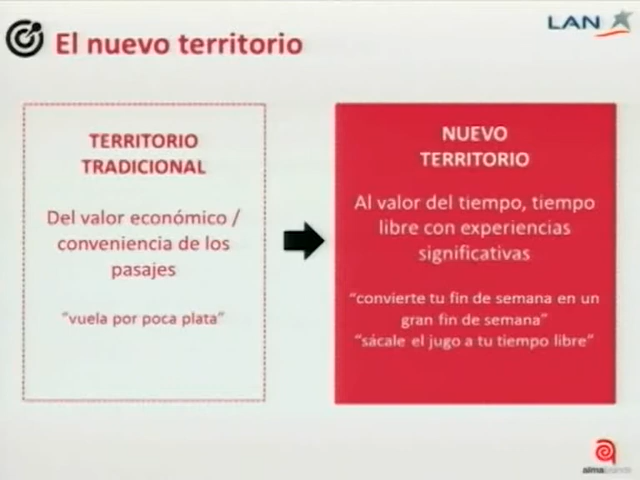 LAN
El nuevo territorio
TERRITORIO
TRADICIONAL
Del valor económico /
conveniencia de los
pasajes
"vuela por poca plata"
NUEVO
TERRITORIO
Al valor del tiempo, tiempo
libre con experiencias
significativas
"convierte tu fin de semana en un
gran fin de semana"
"sácale el jugo a tu tiempo libre"
alma